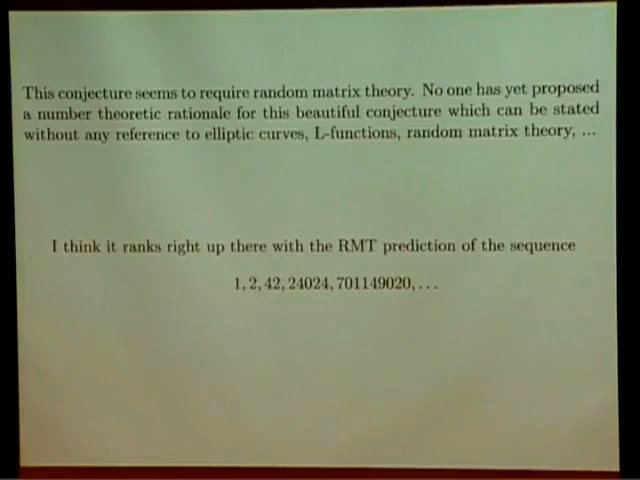 This conjecture seems to require random matrix theory. No one has yet proposed
a number theoretic rationale for this beautiful conjecture which can be stated
without any reference to elliptic curves, L-functions, random matrix theory, ...
I think it ranks right up there with the RMT prediction of the sequence
1, 2, 42, 24024, 701149020, ...